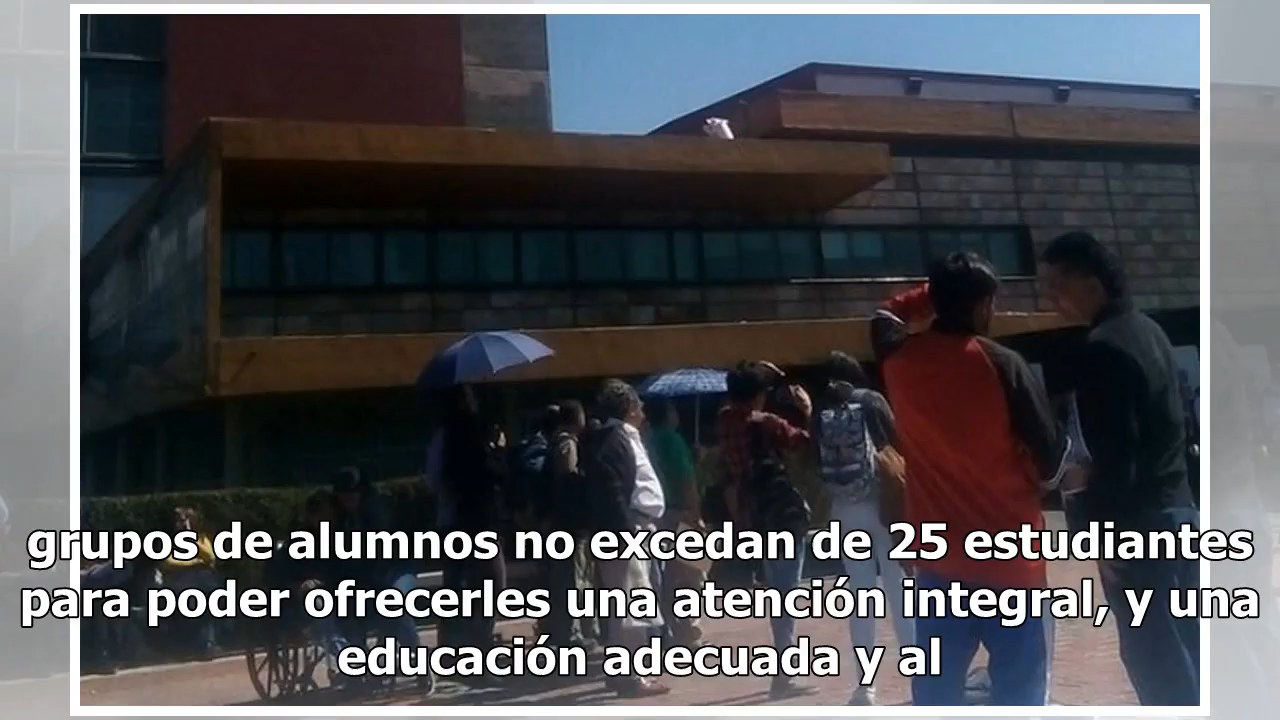 grupos de alumnos no excedan de 25 estudiantes
para poder ofrecerles una atención integral, y una
educación adecuada y al